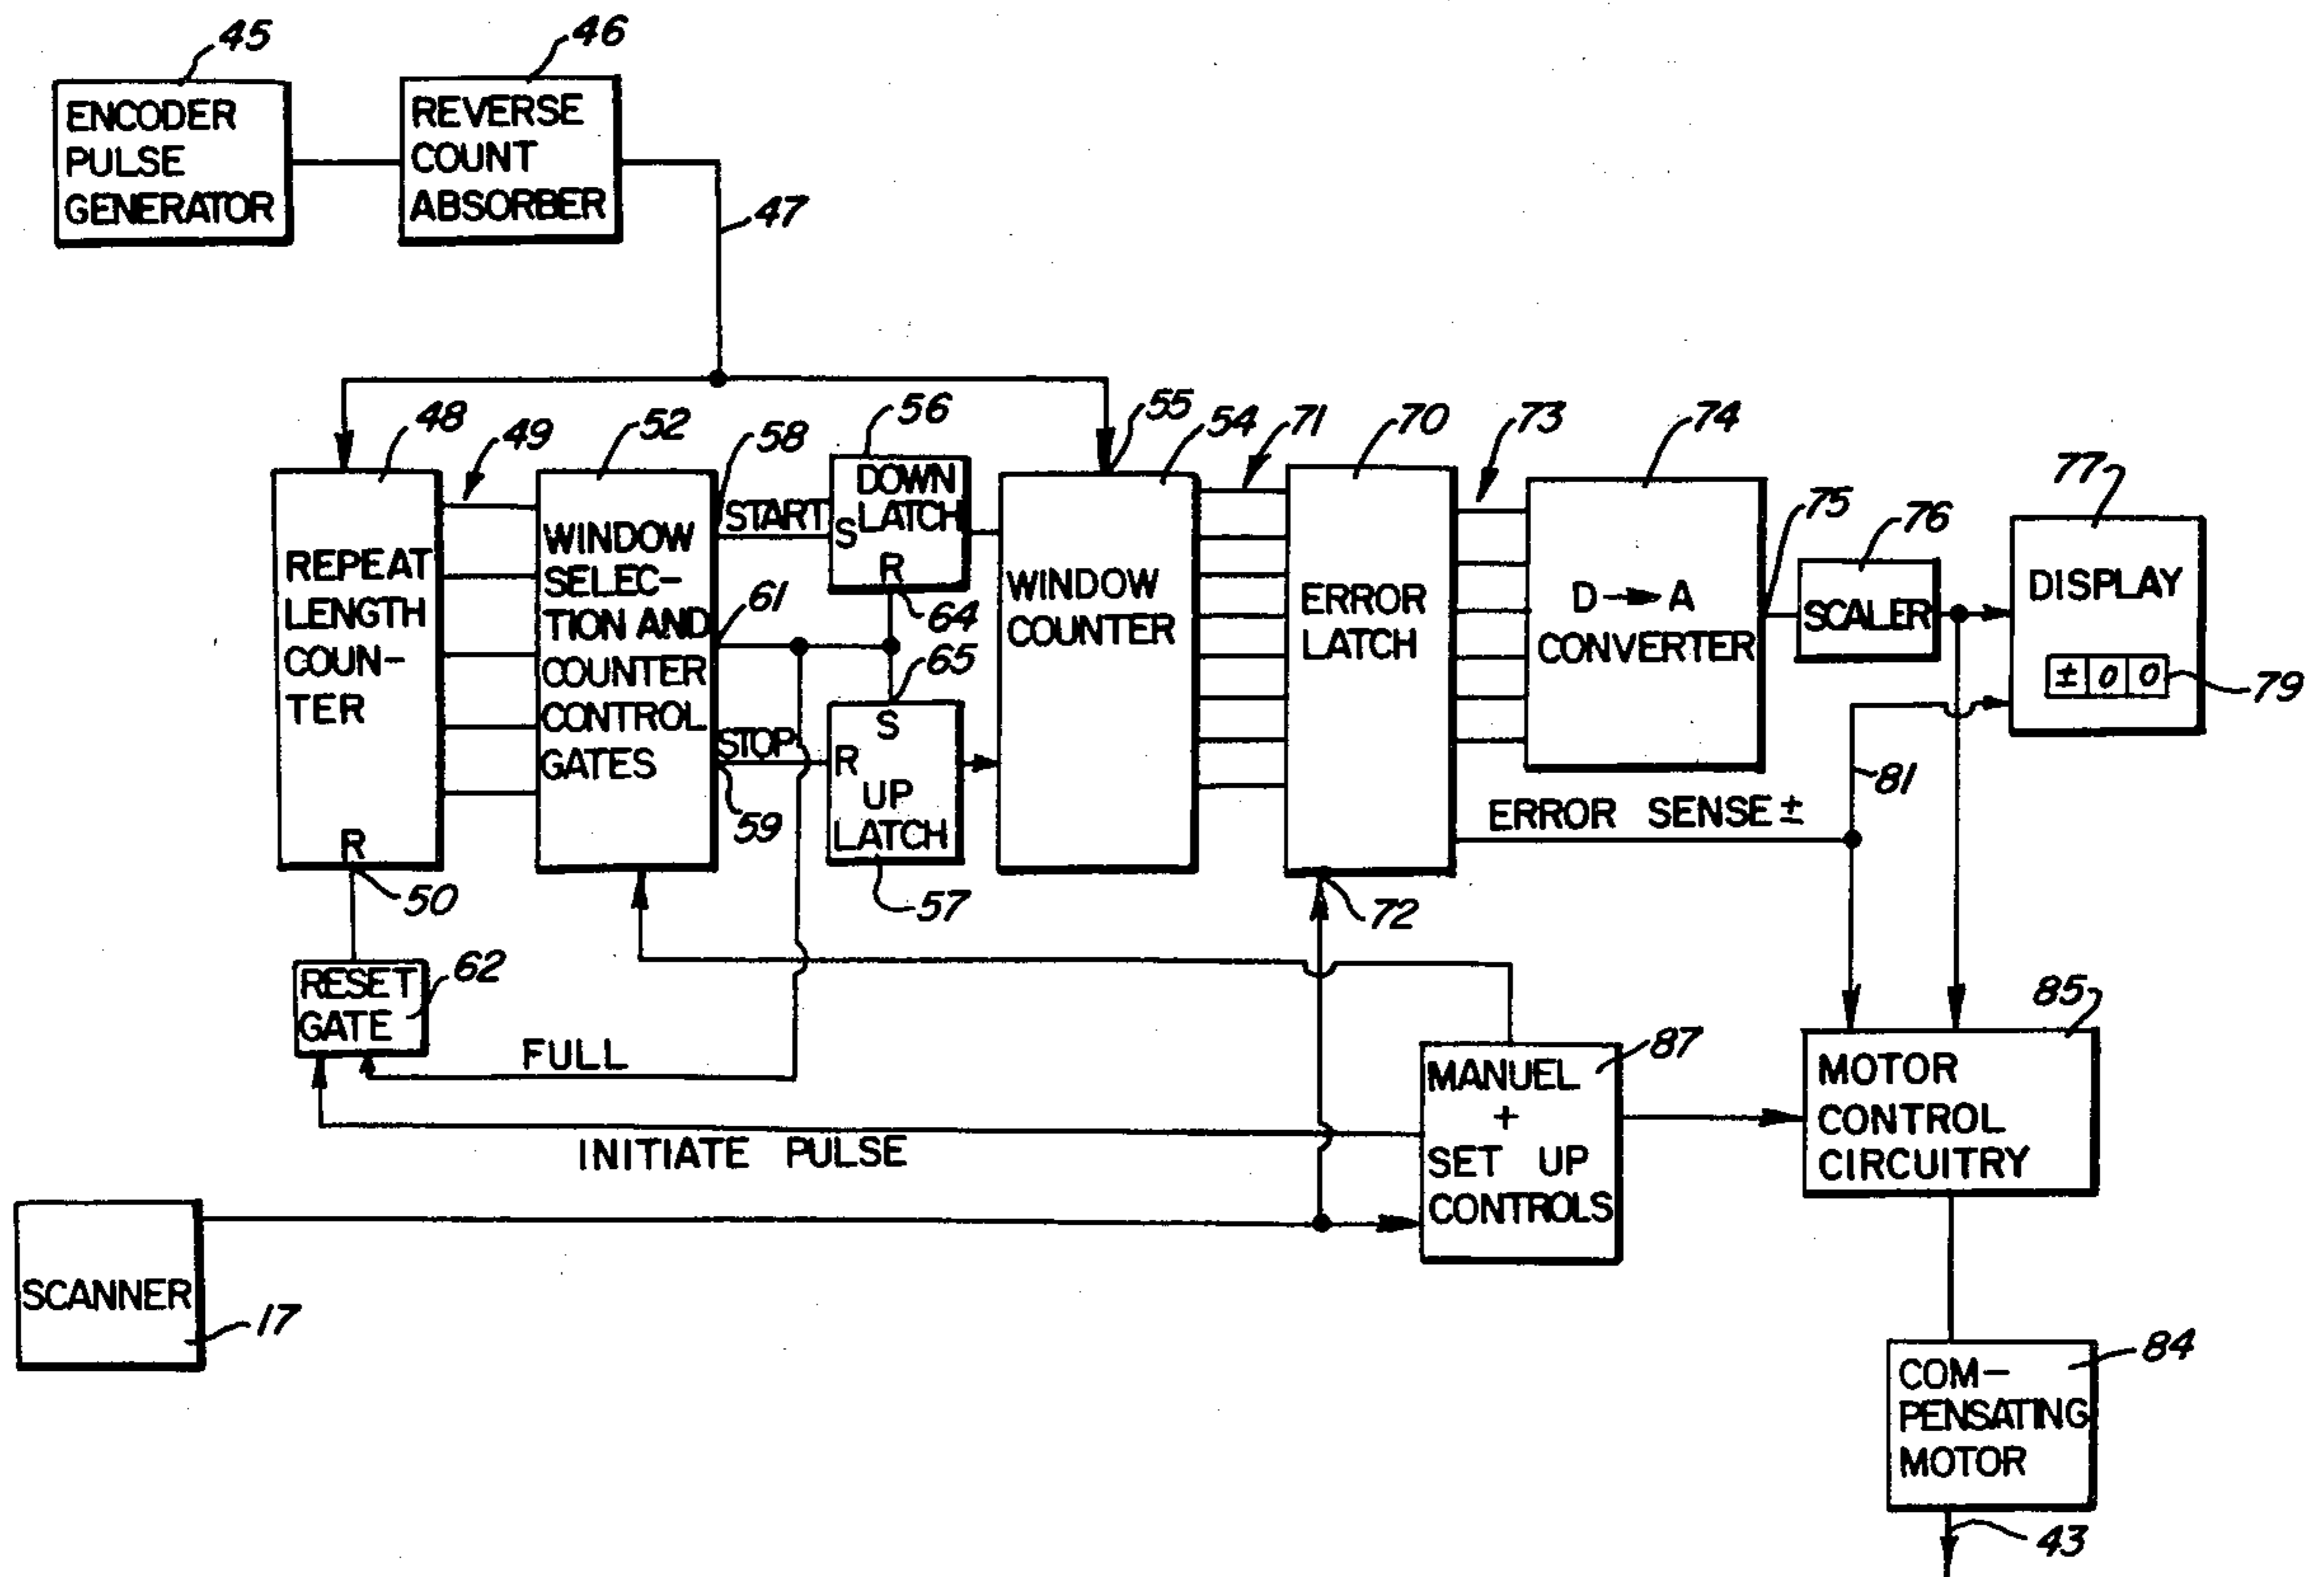 45
46
ENCODER
PULSE
GENERATOR
REVERSE
COUNT
ABSORBER
47
48
49
52
58
56
55
54
71
70
73
74
75
76
77
REPEAT
LENGTH
COUN-
TER
R
50
WINDOW
SELEC-
TION AND
COUNTER
CONTROL
GATES
START
61
STOP
59
DOWN
LATCH
S
R
64
65
S
R
UP
LATCH
57
WINDOW
COUNTER
ERROR
LATCH
72
D A
CONVERTER
SCALER
DISPLAY
± 0 0
79
81
ERROR SENSE ±
RESET
GATE
62
FULL
INITIATE PULSE
MANUEL
+
SET UP
CONTROLS
87
MOTOR
CONTROL
CIRCUITRY
85
SCANNER
17
COM-
PENSATING
MOTOR
84
43